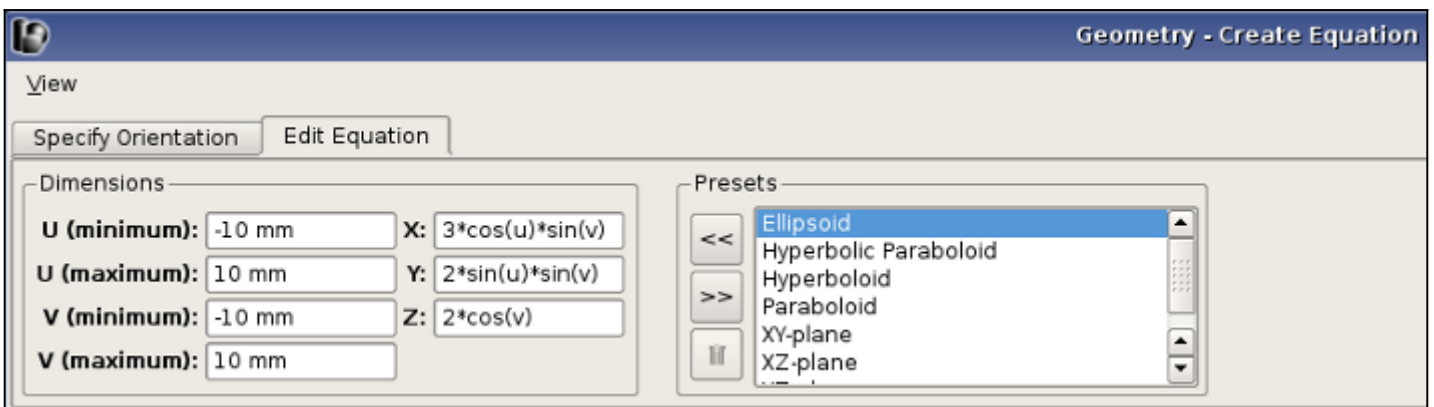 Geometry - Create Equation
View
Specify Orientation Edit Equation
Dimensions
U (minimum): -10 mm X: 3*cos(u)*sin(v)
U (maximum): 10 mm Y: 2*sin(u)*sin(v)
V (minimum): -10 mm Z: 2*cos(v)
V (maximum): 10 mm
Presets
<<
>>
Ellipsoid
Hyperbolic Paraboloid
Hyperboloid
Paraboloid
XY-plane
XZ-plane